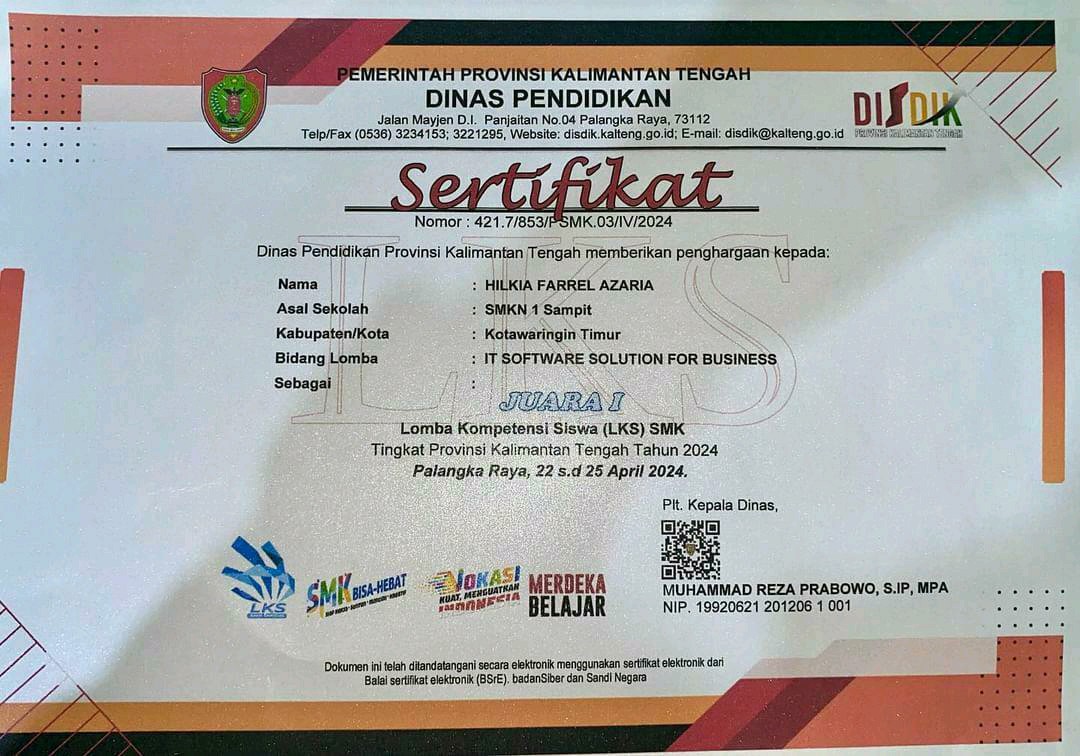 PEMERINTAH PROVINSI KALIMANTAN TENGAH
DINAS PENDIDIKAN
Jalan Mayjen D.I. Panjaitan No.04 Palangka Raya, 73112
Telp/Fax (0536) 3234153; 3221295, Website: disdik.kalteng.go.id; E-mail: disdik@kalteng.go.id
DISDIK
PROVINSI KALIMANTAN TENGAH
Sertifikat
Nomor : 421.7/853/PSMK.03/IV/2024
Dinas Pendidikan Provinsi Kalimantan Tengah memberikan penghargaan kepada:
LKS
Nama : HILKIA FARREL AZARIA
Asal Sekolah : SMKN 1 Sampit
Kabupaten/Kota : Kotawaringin Timur
Bidang Lomba : IT SOFTWARE SOLUTION FOR BUSINESS
Sebagai :
JUARA I
Lomba Kompetensi Siswa (LKS) SMK
Tingkat Provinsi Kalimantan Tengah Tahun 2024
Palangka Raya, 22 s.d 25 April 2024.
Plt. Kepala Dinas,
MUHAMMAD REZA PRABOWO, S.IP, MPA
NIP. 19920621 201206 1 001
LKS
SMK BISA-HEBAT
VOKASI
KUAT, MENGUATKAN
INDONESIA
MERDEKA
BELAJAR
Dokumen ini telah ditandatangani secara elektronik menggunakan sertifikat elektronik dari
Balai sertifikat elektronik (BSrE). badanSiber dan Sandi Negara